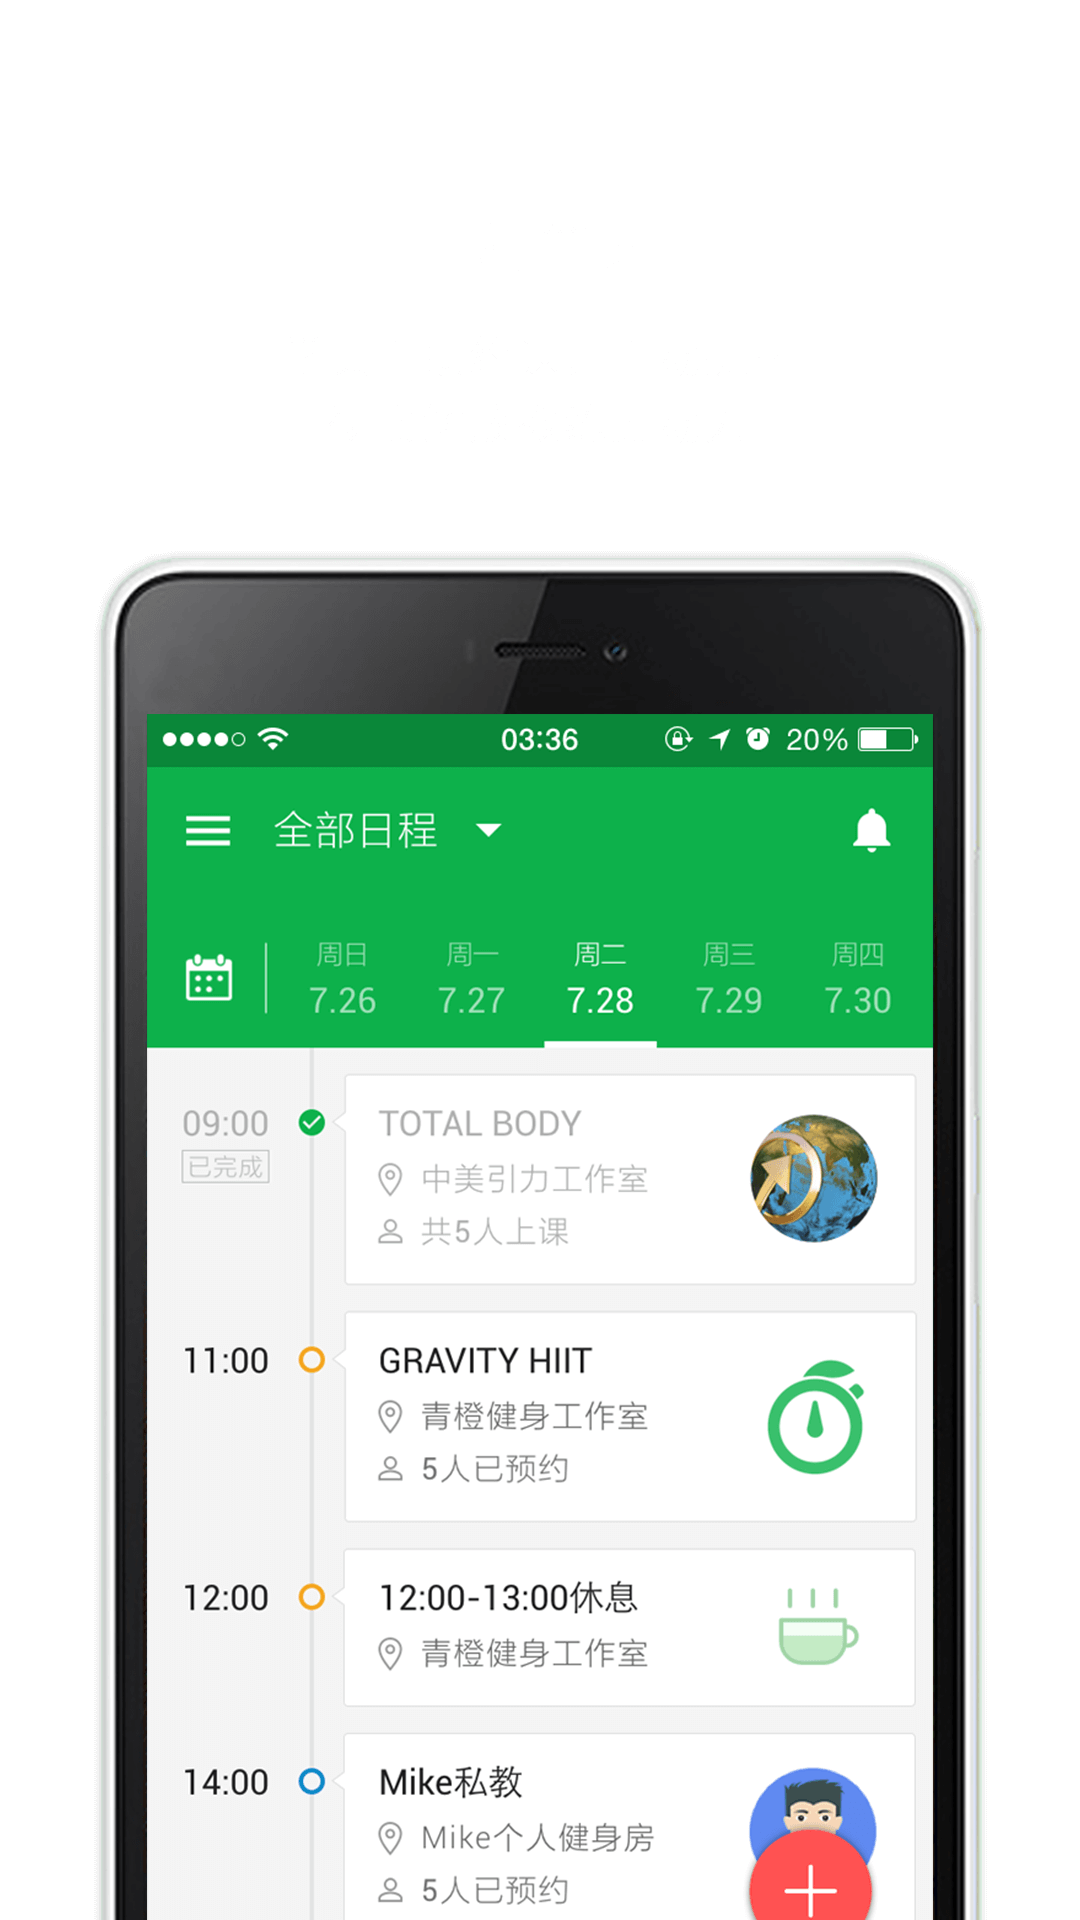 03:36 20%
全部日程
周日 周一 周二 周三 周四
7.26 7.27 7.28 7.29 7.30
09:00 TOTAL BODY
已完成 中美引力工作室
共5人上课
11:00 GRAVITY HIIT
青橙健身工作室
5人已预约
12:00 12:00-13:00休息
青橙健身工作室
14:00 Mike私教
Mike个人健身房
5人已预约